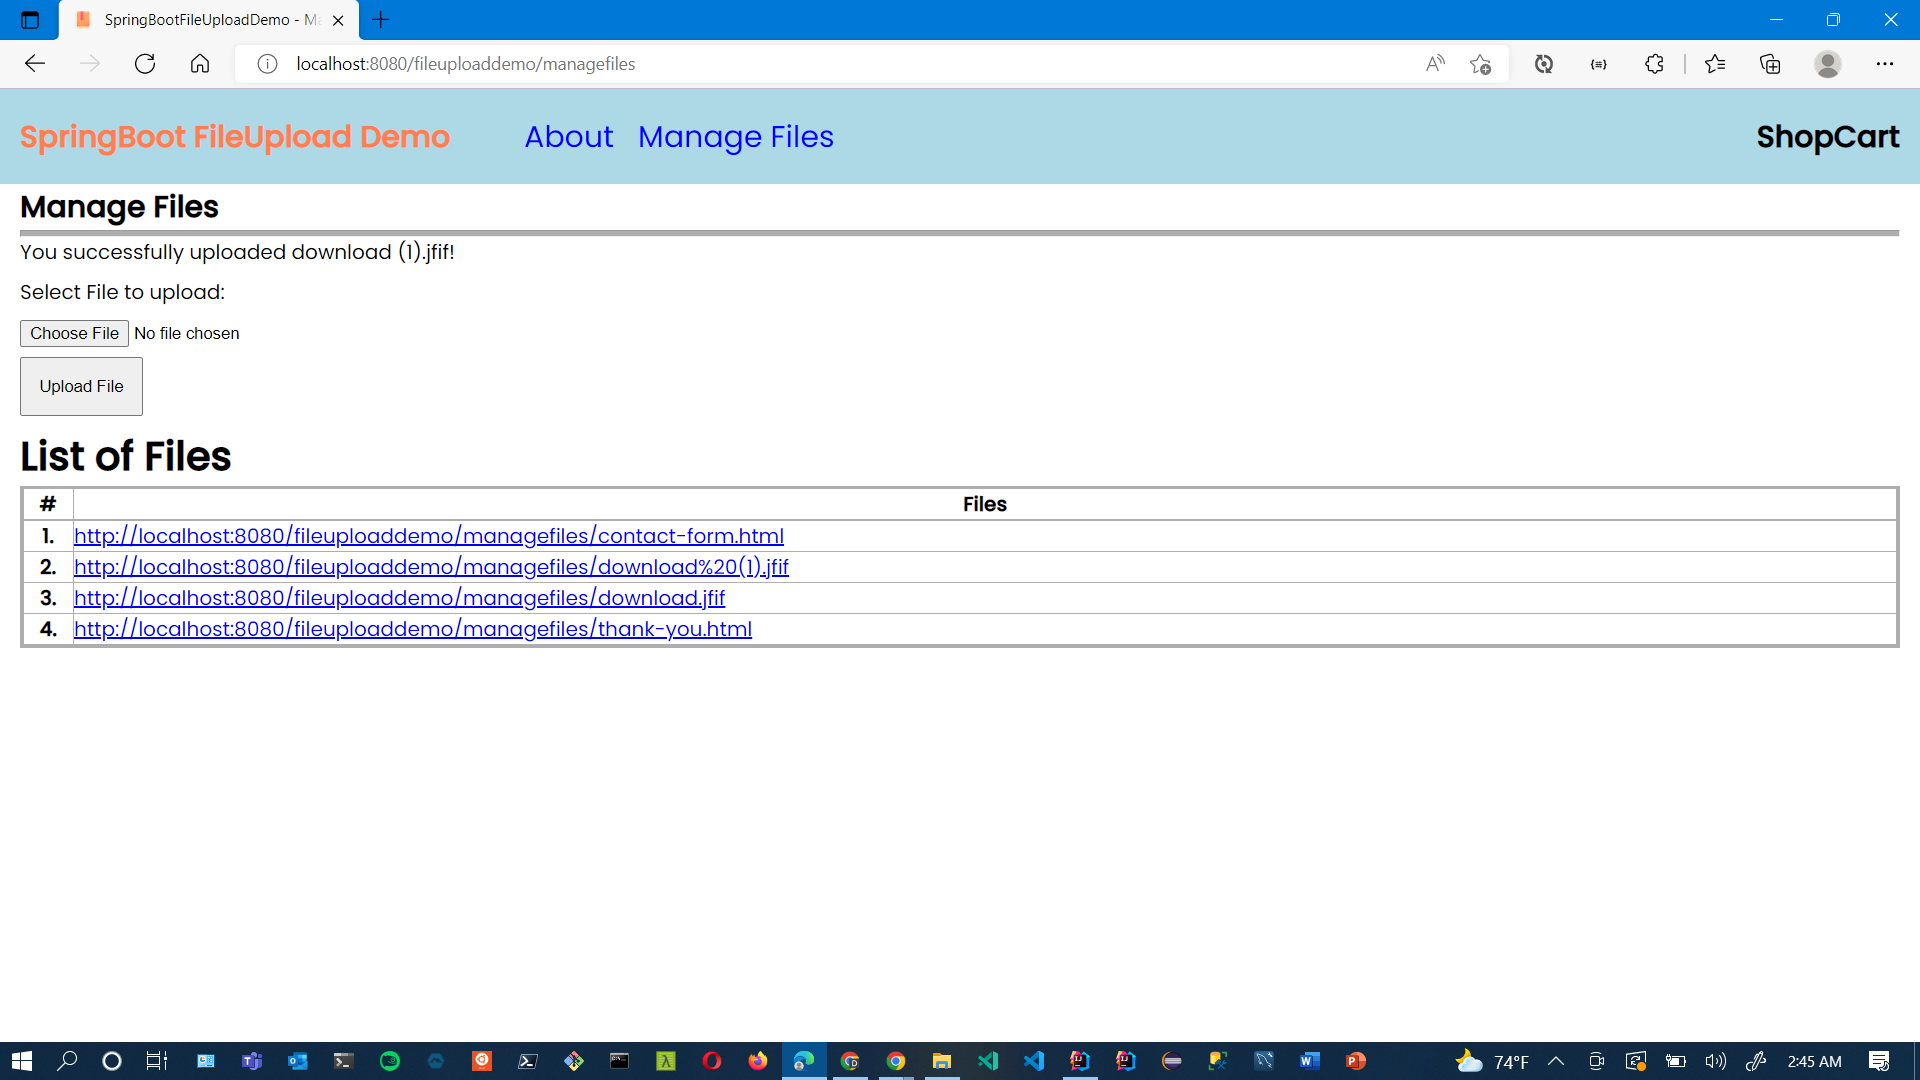 SpringBootFileUploadDemo - Ma
localhost:8080/fileuploaddemo/managefiles
SpringBoot FileUpload Demo About Manage Files ShopCart
Manage Files
You successfully uploaded download (1).jfif!
Select File to upload:
Choose File No file chosen
Upload File
List of Files
# Files
1. http://localhost:8080/fileuploaddemo/managefiles/contact-form.html
2. http://localhost:8080/fileuploaddemo/managefiles/download%20(1).jfif
3. http://localhost:8080/fileuploaddemo/managefiles/download.jfif
4. http://localhost:8080/fileuploaddemo/managefiles/thank-you.html
74°F 2:45 AM